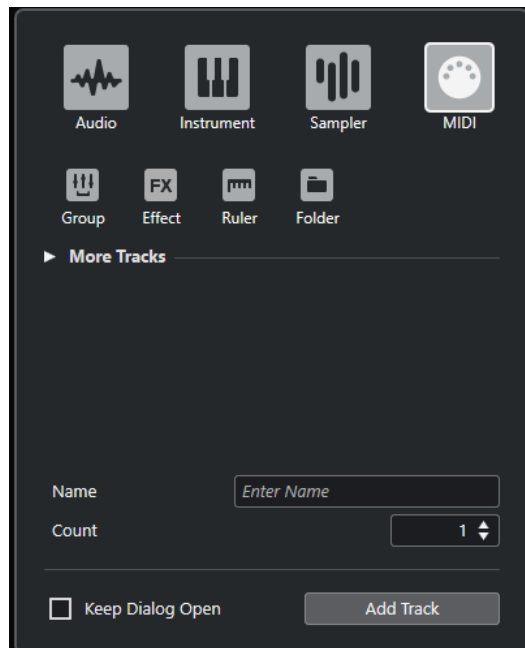 Audio Instrument Sampler MIDI
FX
Group Effect Ruler Folder
More Tracks
Name Enter Name
Count 1
Keep Dialog Open Add Track